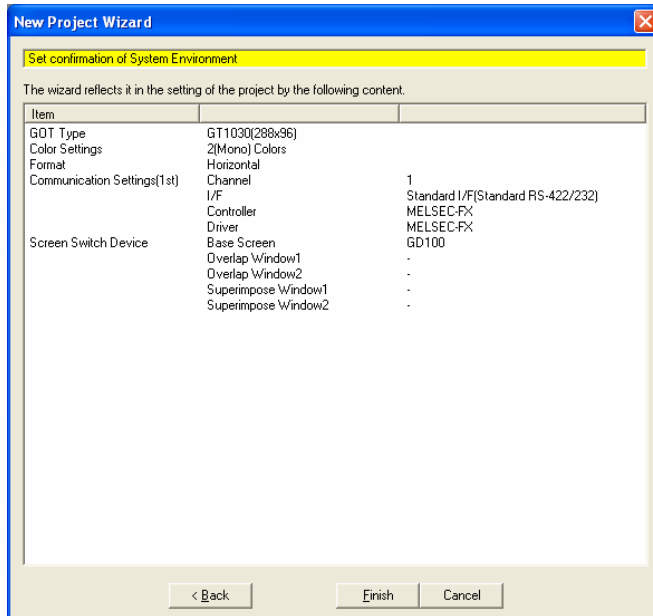 New Project Wizard
Set confirmation of System Environment
The wizard reflects it in the setting of the project by the following content.
Item
GOT Type GT1030(288x96)
Color Settings 2(Mono) Colors
Format Horizontal
Communication Settings(1st) Channel 1
I/F Standard I/F(Standard RS-422/232)
Controller MELSEC-FX
Driver MELSEC-FX
Screen Switch Device Base Screen GD100
Overlap Window1 -
Overlap Window2 -
Superimpose Window1 -
Superimpose Window2 -
< Back Finish Cancel